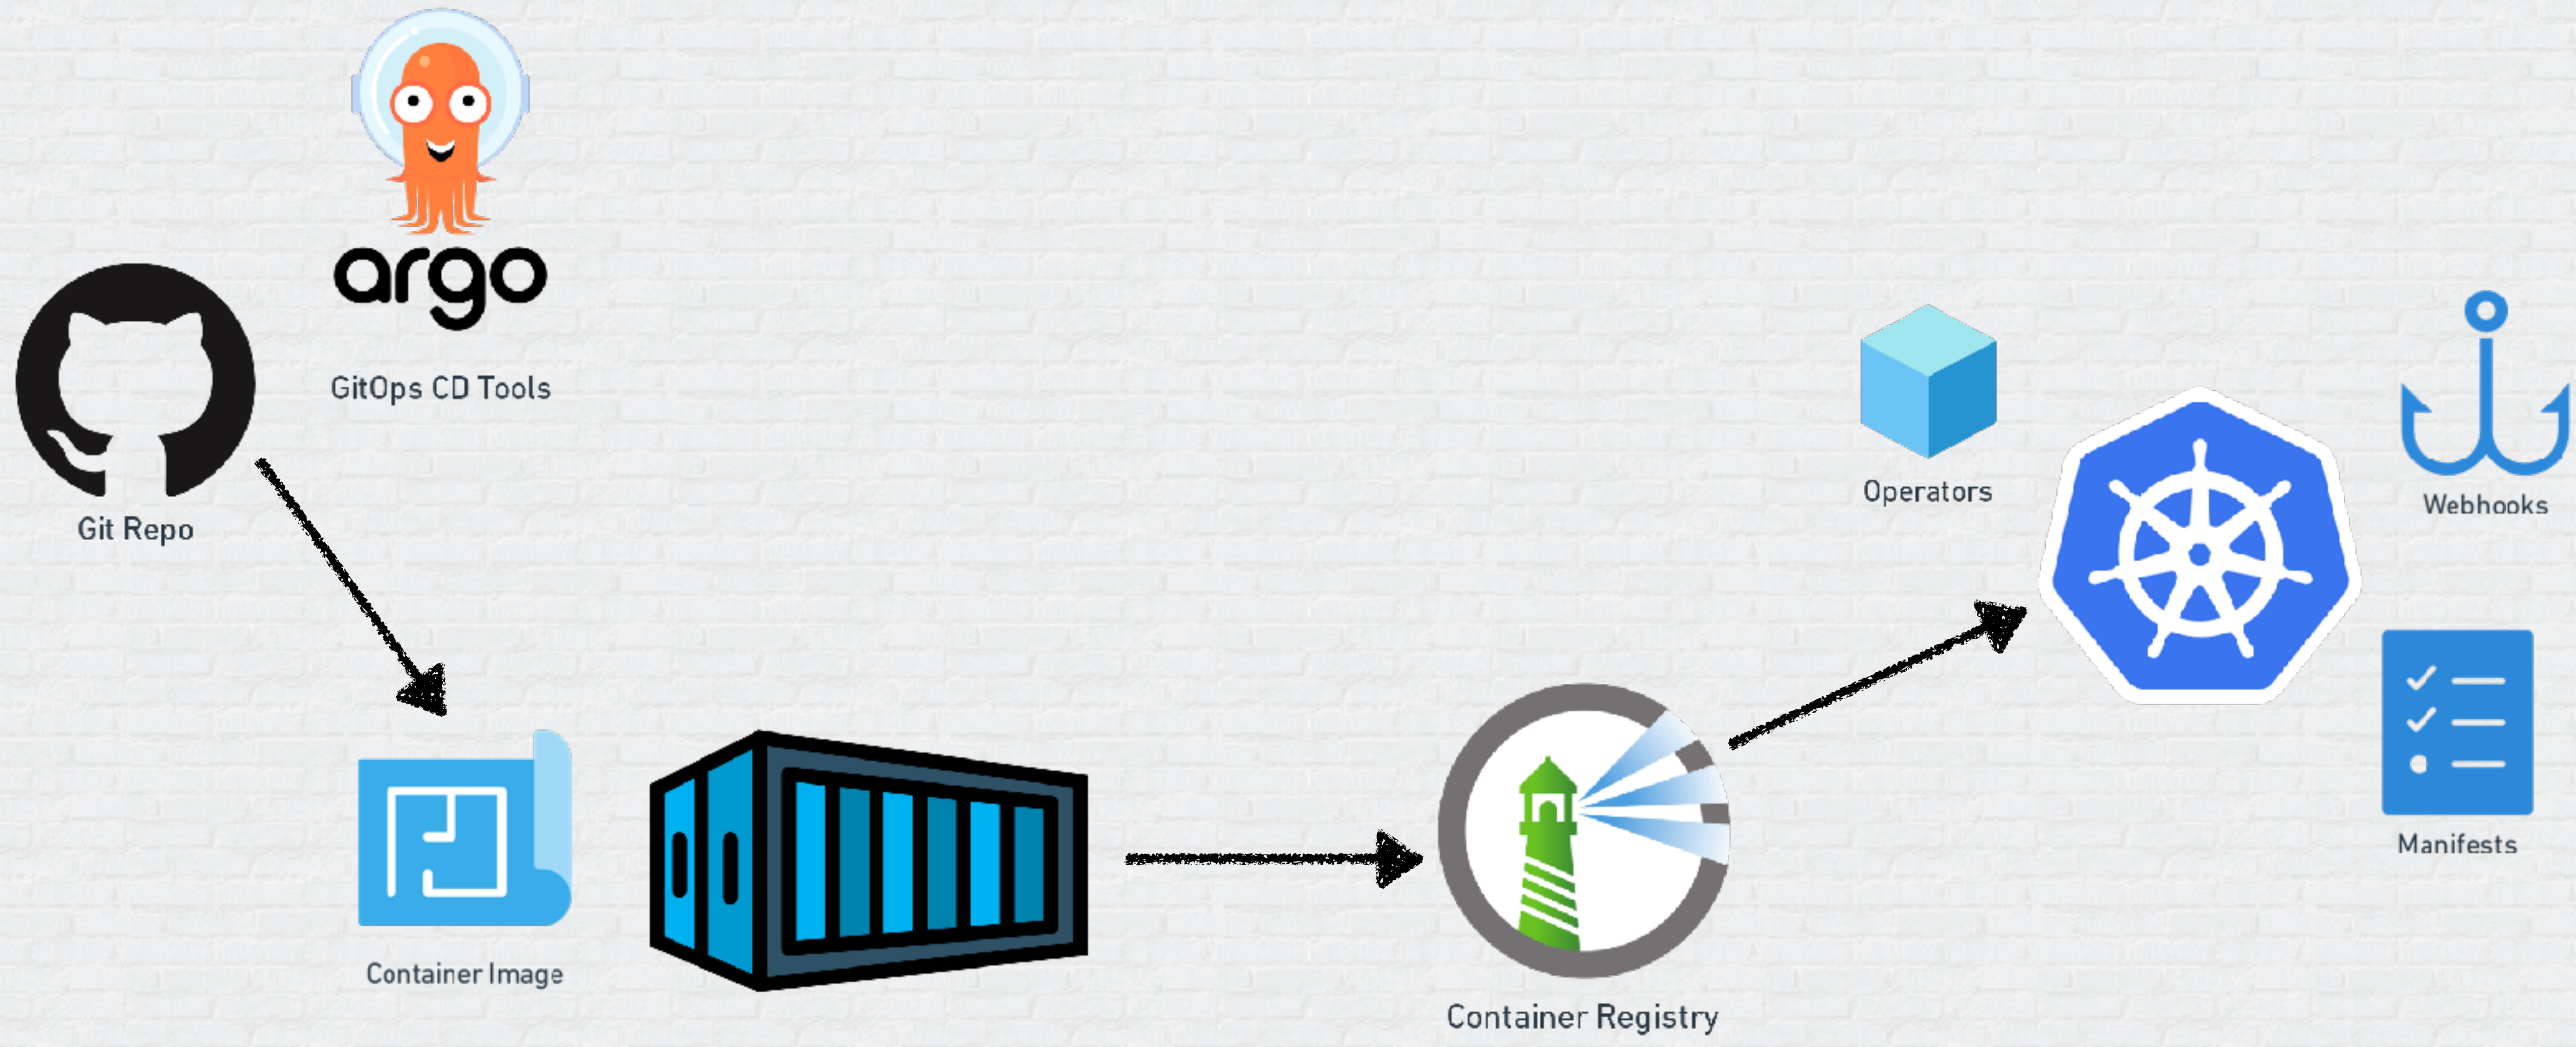 argo
GitOps CD Tools
Git Repo
Operators
Webhooks
Manifests
Container Image
Container Registry